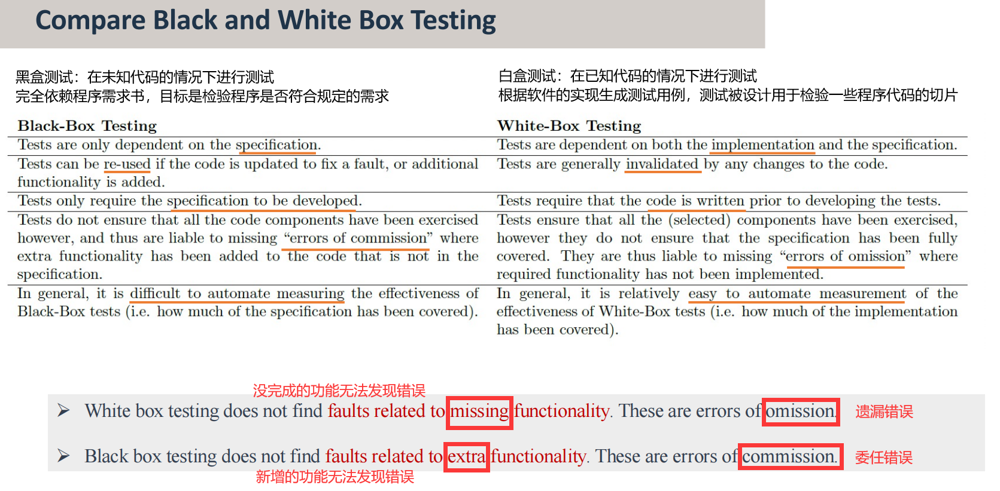 Compare Black and White Box Testing
黑盒测试：在未知代码的情况下进行测试
完全依赖程序需求书，目标是检验程序是否符合规定的需求
白盒测试：在已知代码的情况下进行测试
根据软件的实现生成测试用例，测试被设计用于检验一些程序代码的切片
Black-Box Testing
White-Box Testing
Tests are only dependent on the specification.
Tests are dependent on both the implementation and the specification.
Tests can be re-used if the code is updated to fix a fault, or additional
functionality is added.
Tests are generally invalidated by any changes to the code.
Tests only require the specification to be developed.
Tests require that the code is written prior to developing the tests.
Tests do not ensure that all the code components have been exercised
however, and thus are liable to missing “errors of commission” where
extra functionality has been added to the code that is not in the
specification.
Tests ensure that all the (selected) components have been exercised,
however they do not ensure that the specification has been fully
covered. They are thus liable to missing “errors of omission” where
required functionality has not been implemented.
In general, it is difficult to automate measuring the effectiveness of
Black-Box tests (i.e. how much of the specification has been covered).
In general, it is relatively easy to automate measurement of the
effectiveness of White-Box tests (i.e. how much of the implementation
has been covered).
没完成的功能无法发现错误
➢ White box testing does not find faults related to missing functionality. These are errors of omission. 遗漏错误
➢ Black box testing does not find faults related to extra functionality. These are errors of commission. 委任错误
新增的功能无法发现错误